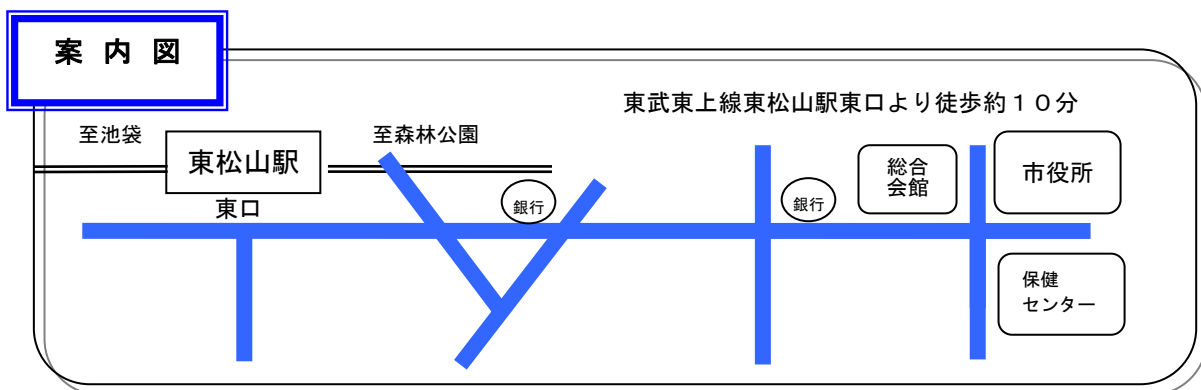 案 内 図
東武東上線東松山駅東口より徒歩約１０分
至池袋
東松山駅
至森林公園
東口
銀行
銀行
総合
会館
市役所
保健
センター